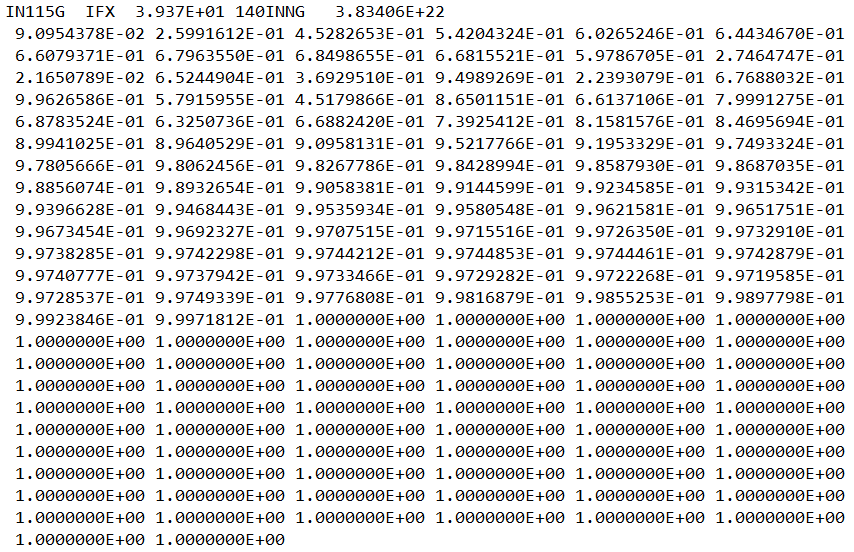 IN115G  IFX  3.937E+01 140INNG   3.83406E+22
9.0954378E-02 2.5991612E-01 4.5282653E-01 5.4204324E-01 6.0265246E-01 6.4434670E-01
6.6079371E-01 6.7963550E-01 6.8498655E-01 6.6815521E-01 5.9786705E-01 2.7464747E-01
2.1650789E-02 6.5244904E-01 3.6929510E-01 9.4989269E-01 2.2393079E-01 6.7688032E-01
9.9626586E-01 5.7915955E-01 4.5179866E-01 8.6501151E-01 6.6137106E-01 7.9991275E-01
6.8783524E-01 6.3250736E-01 6.6882420E-01 7.3925412E-01 8.1581576E-01 8.4695694E-01
8.9941025E-01 8.9640529E-01 9.0958131E-01 9.5217766E-01 9.1953329E-01 9.7493324E-01
9.7805666E-01 9.8062456E-01 9.8267786E-01 9.8428994E-01 9.8587930E-01 9.8687035E-01
9.8856074E-01 9.8932654E-01 9.9058381E-01 9.9144599E-01 9.9234585E-01 9.9315342E-01
9.9396628E-01 9.9468443E-01 9.9535934E-01 9.9580548E-01 9.9621581E-01 9.9651751E-01
9.9673454E-01 9.9692327E-01 9.9707515E-01 9.9715516E-01 9.9726350E-01 9.9732910E-01
9.9738285E-01 9.9742298E-01 9.9744212E-01 9.9744853E-01 9.9744461E-01 9.9742879E-01
9.9740777E-01 9.9737942E-01 9.9733466E-01 9.9729282E-01 9.9722268E-01 9.9719585E-01
9.9728537E-01 9.9749339E-01 9.9776808E-01 9.9816879E-01 9.9855253E-01 9.9897798E-01
9.9923846E-01 9.9971812E-01 1.0000000E+00 1.0000000E+00 1.0000000E+00 1.0000000E+00
1.0000000E+00 1.0000000E+00 1.0000000E+00 1.0000000E+00 1.0000000E+00 1.0000000E+00
1.0000000E+00 1.0000000E+00 1.0000000E+00 1.0000000E+00 1.0000000E+00 1.0000000E+00
1.0000000E+00 1.0000000E+00 1.0000000E+00 1.0000000E+00 1.0000000E+00 1.0000000E+00
1.0000000E+00 1.0000000E+00 1.0000000E+00 1.0000000E+00 1.0000000E+00 1.0000000E+00
1.0000000E+00 1.0000000E+00 1.0000000E+00 1.0000000E+00 1.0000000E+00 1.0000000E+00
1.0000000E+00 1.0000000E+00 1.0000000E+00 1.0000000E+00 1.0000000E+00 1.0000000E+00
1.0000000E+00 1.0000000E+00 1.0000000E+00 1.0000000E+00 1.0000000E+00 1.0000000E+00
1.0000000E+00 1.0000000E+00 1.0000000E+00 1.0000000E+00 1.0000000E+00 1.0000000E+00
1.0000000E+00 1.0000000E+00 1.0000000E+00 1.0000000E+00 1.0000000E+00 1.0000000E+00
1.0000000E+00 1.0000000E+00